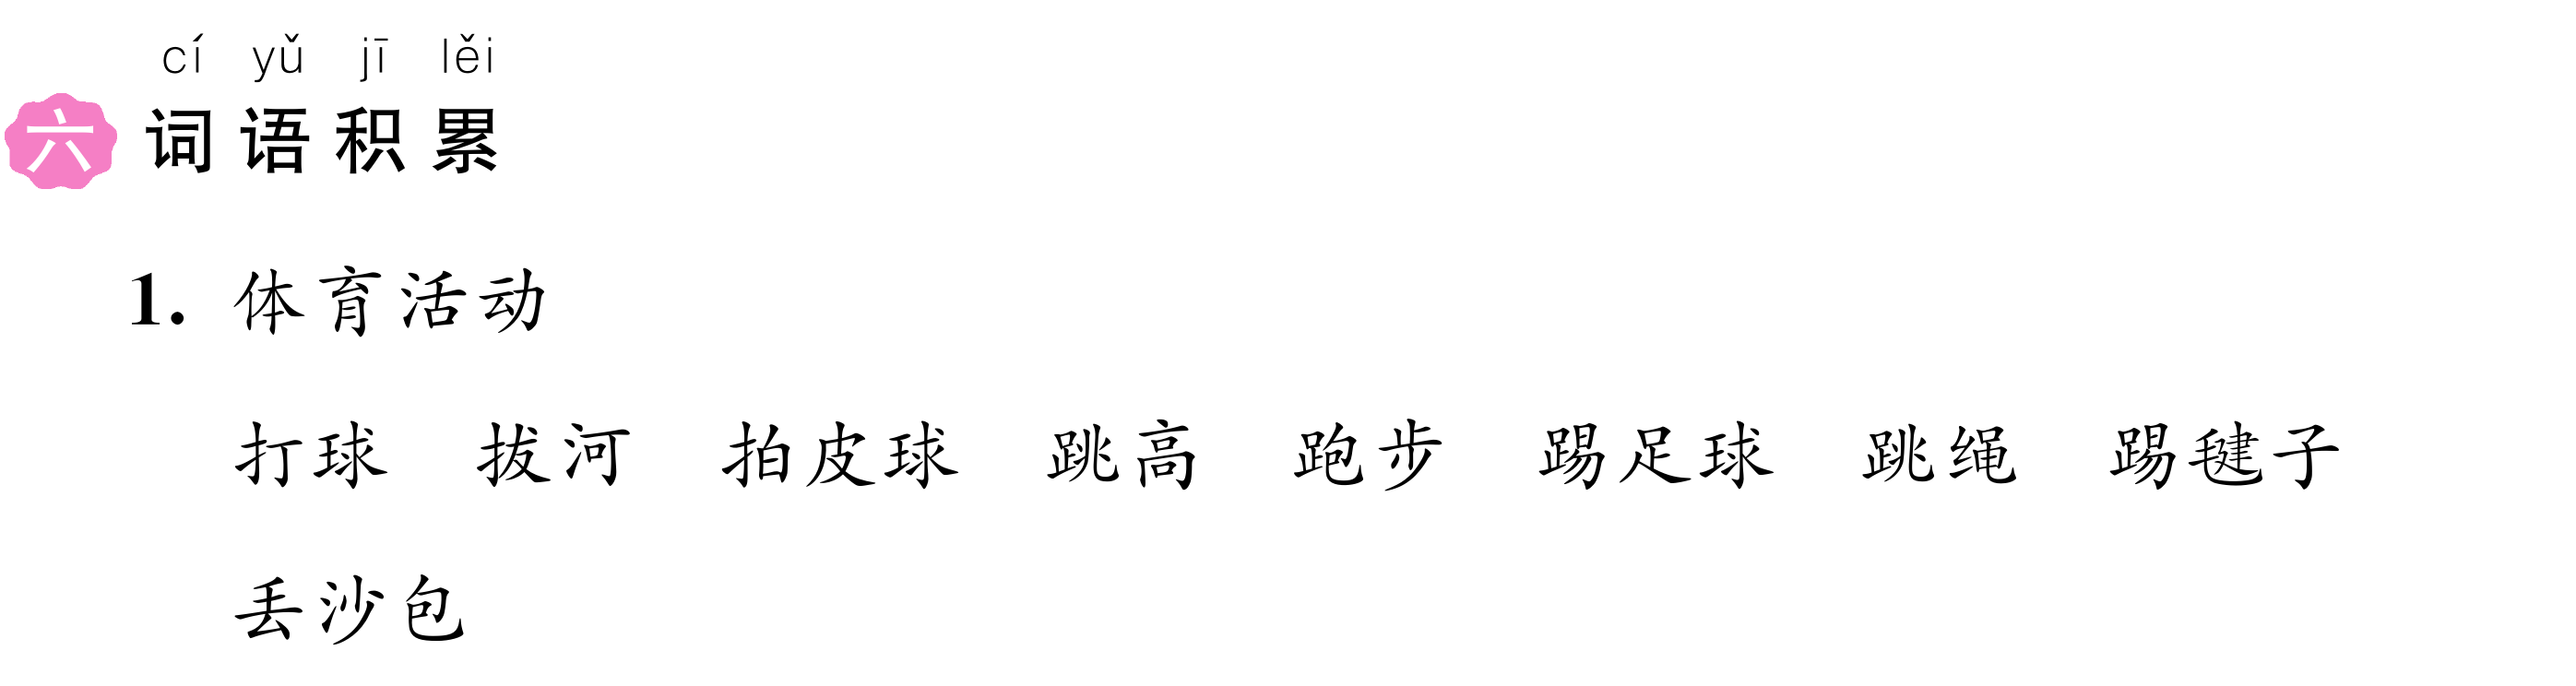 cí yǔ jī lěi
六 词语积累
1. 体育活动
打球 拔河 拍皮球 跳高 跑步 踢足球 跳绳 踢毽子
丢沙包